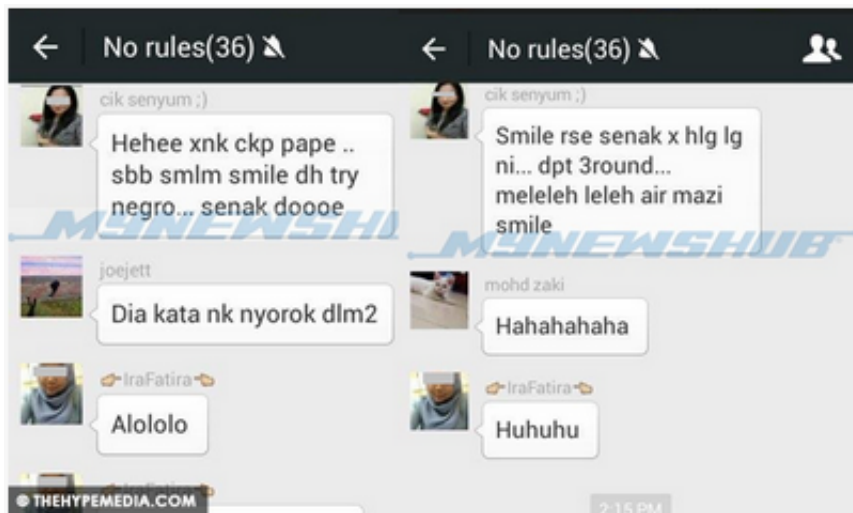 No rules(36)
cik senyum ;)
Hehee xnk ckp pape ..
sbb smlm smile dh try
negro... senak doooe
MYNEWSHU
joejett
Dia kata nk nyorok dlm2
IraFatira
Alololo
IraFatira
© THEHYPEMEDIA.COM
No rules(36)
cik senyum ;)
Smile rse senak x hlg lg
ni... dpt 3round...
meleleh leleh air mazi
smile
MYNEWSHUB
mohd zaki
Hahahahaha
IraFatira
Huhuhu
2:15 PM